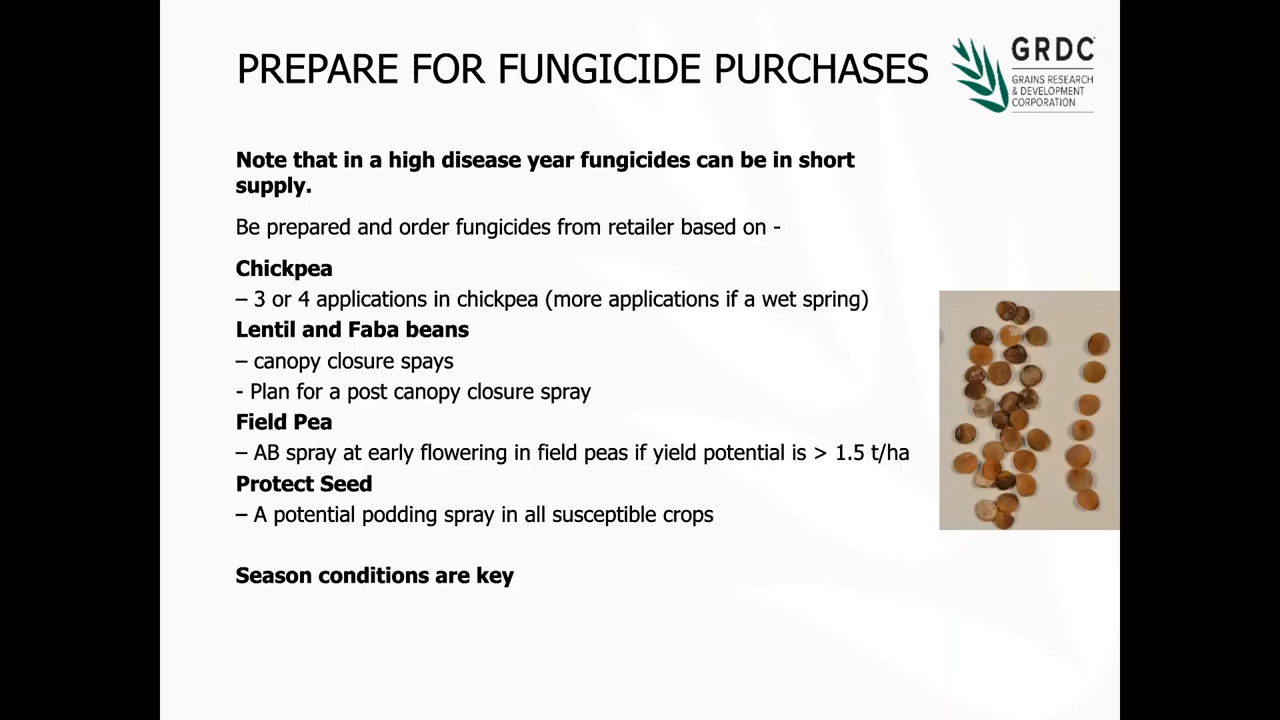 PREPARE FOR FUNGICIDE PURCHASES
GRDC
GRAINS RESEARCH
& DEVELOPMENT
CORPORATION
Note that in a high disease year fungicides can be in short
supply.
Be prepared and order fungicides from retailer based on -
Chickpea
– 3 or 4 applications in chickpea (more applications if a wet spring)
Lentil and Faba beans
– canopy closure spays
- Plan for a post canopy closure spray
Field Pea
– AB spray at early flowering in field peas if yield potential is > 1.5 t/ha
Protect Seed
– A potential podding spray in all susceptible crops
Season conditions are key